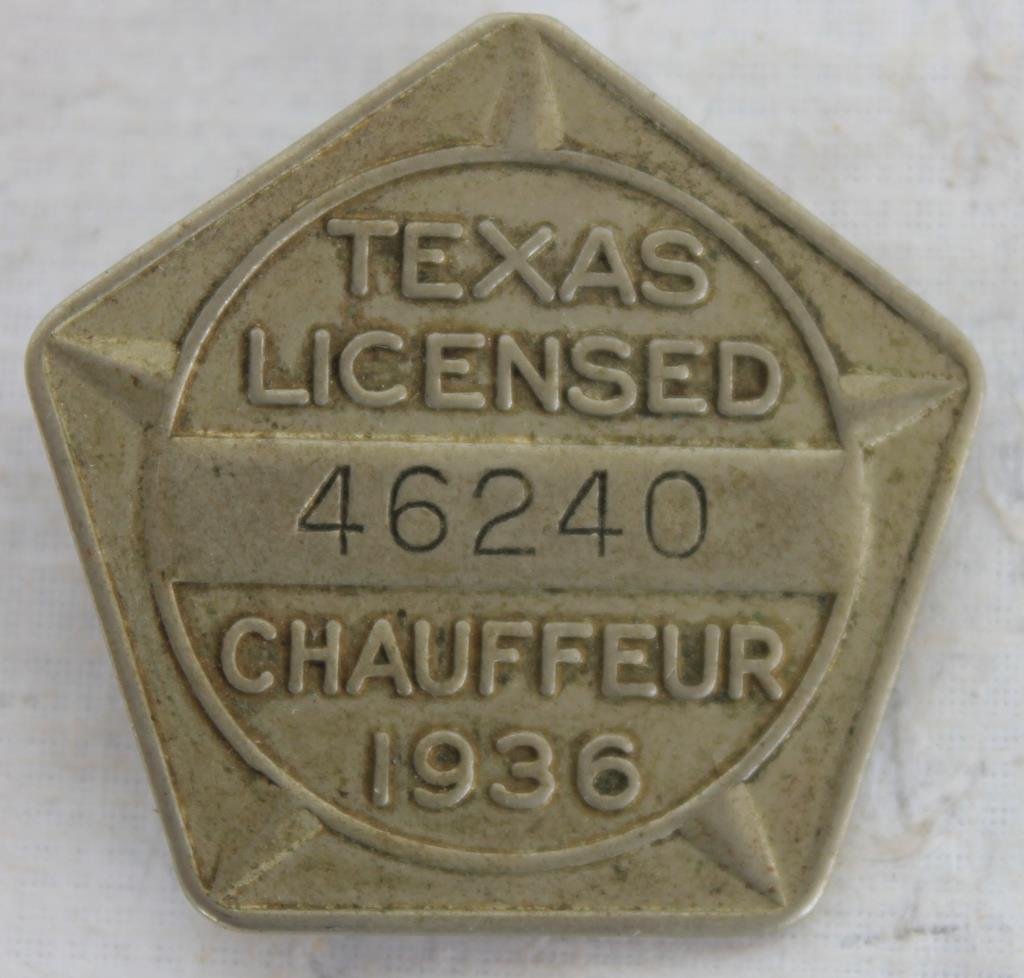 TEXAS
LICENSED
46240
CHAUFFEUR
1936